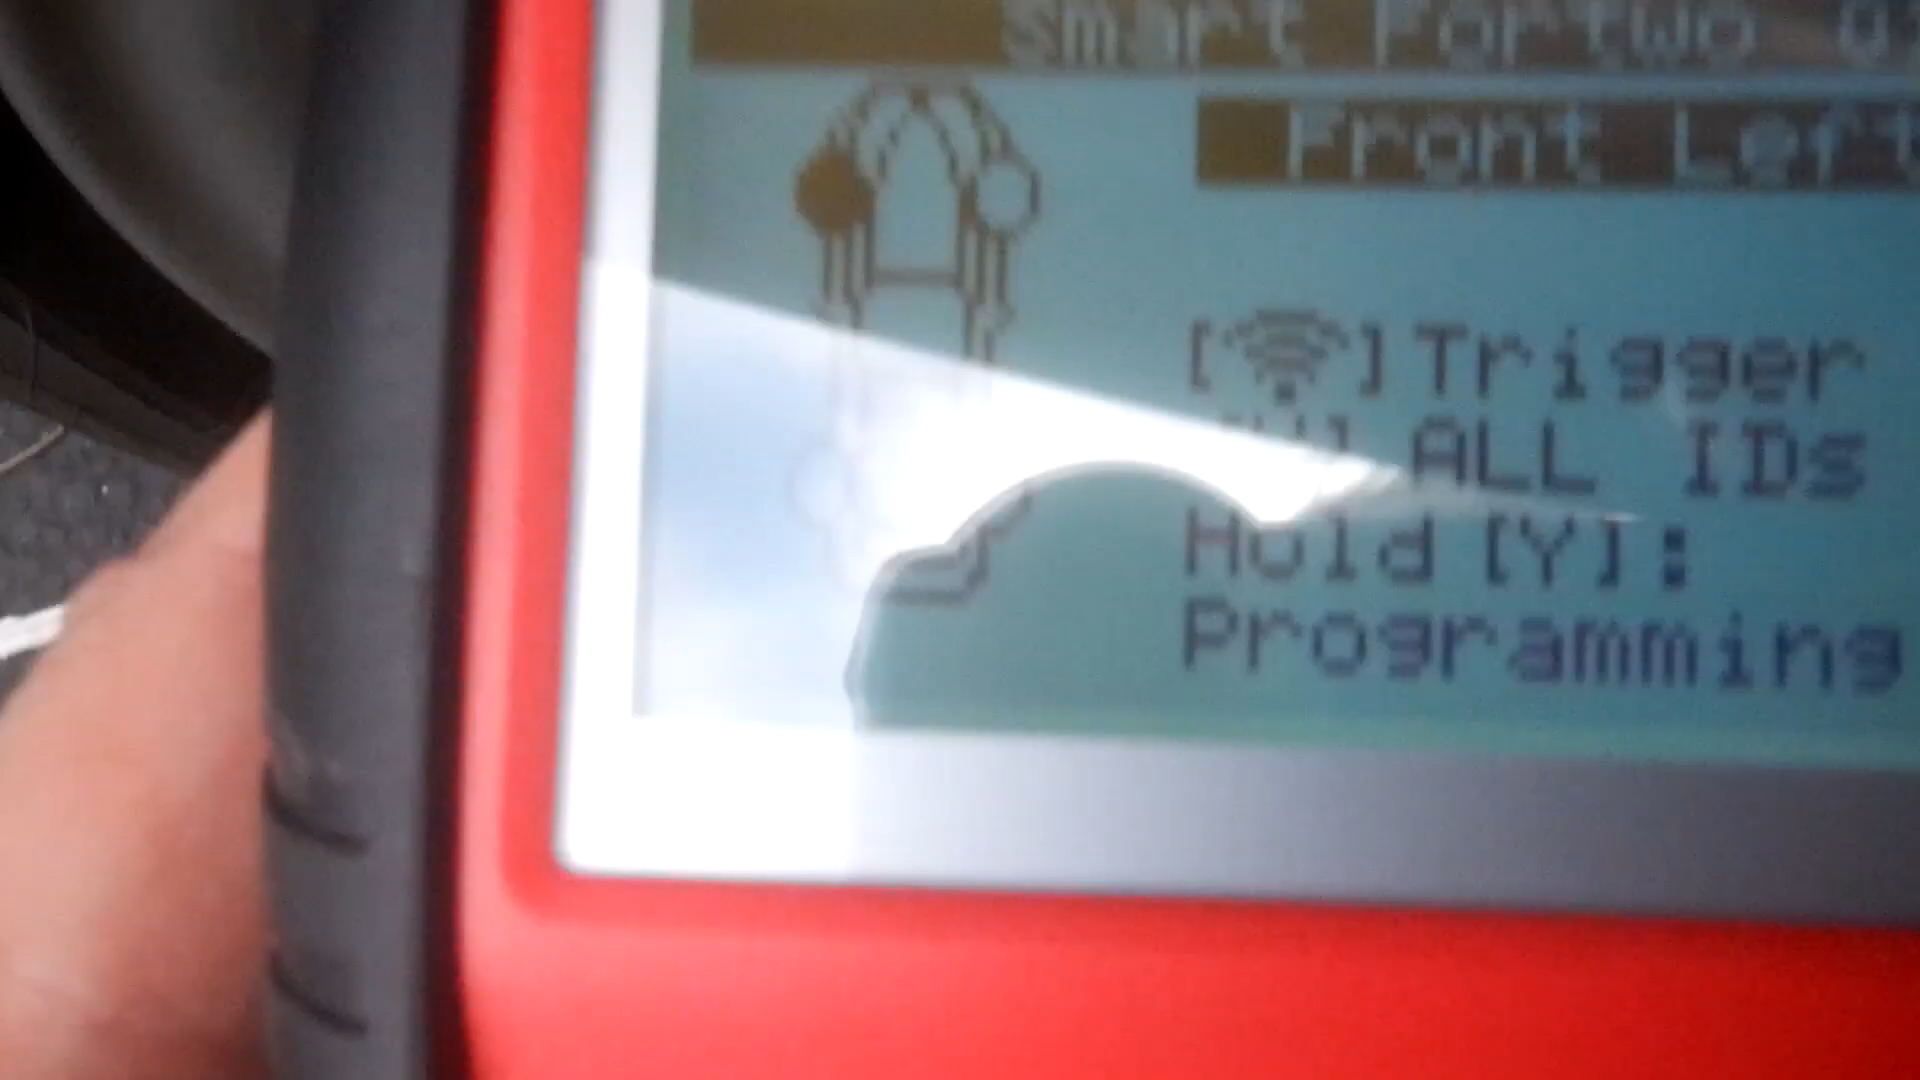 Smart Fortwo
Front Left
[ ]Trigger
[Y]ALL IDs
Hold[Y]:
Programming